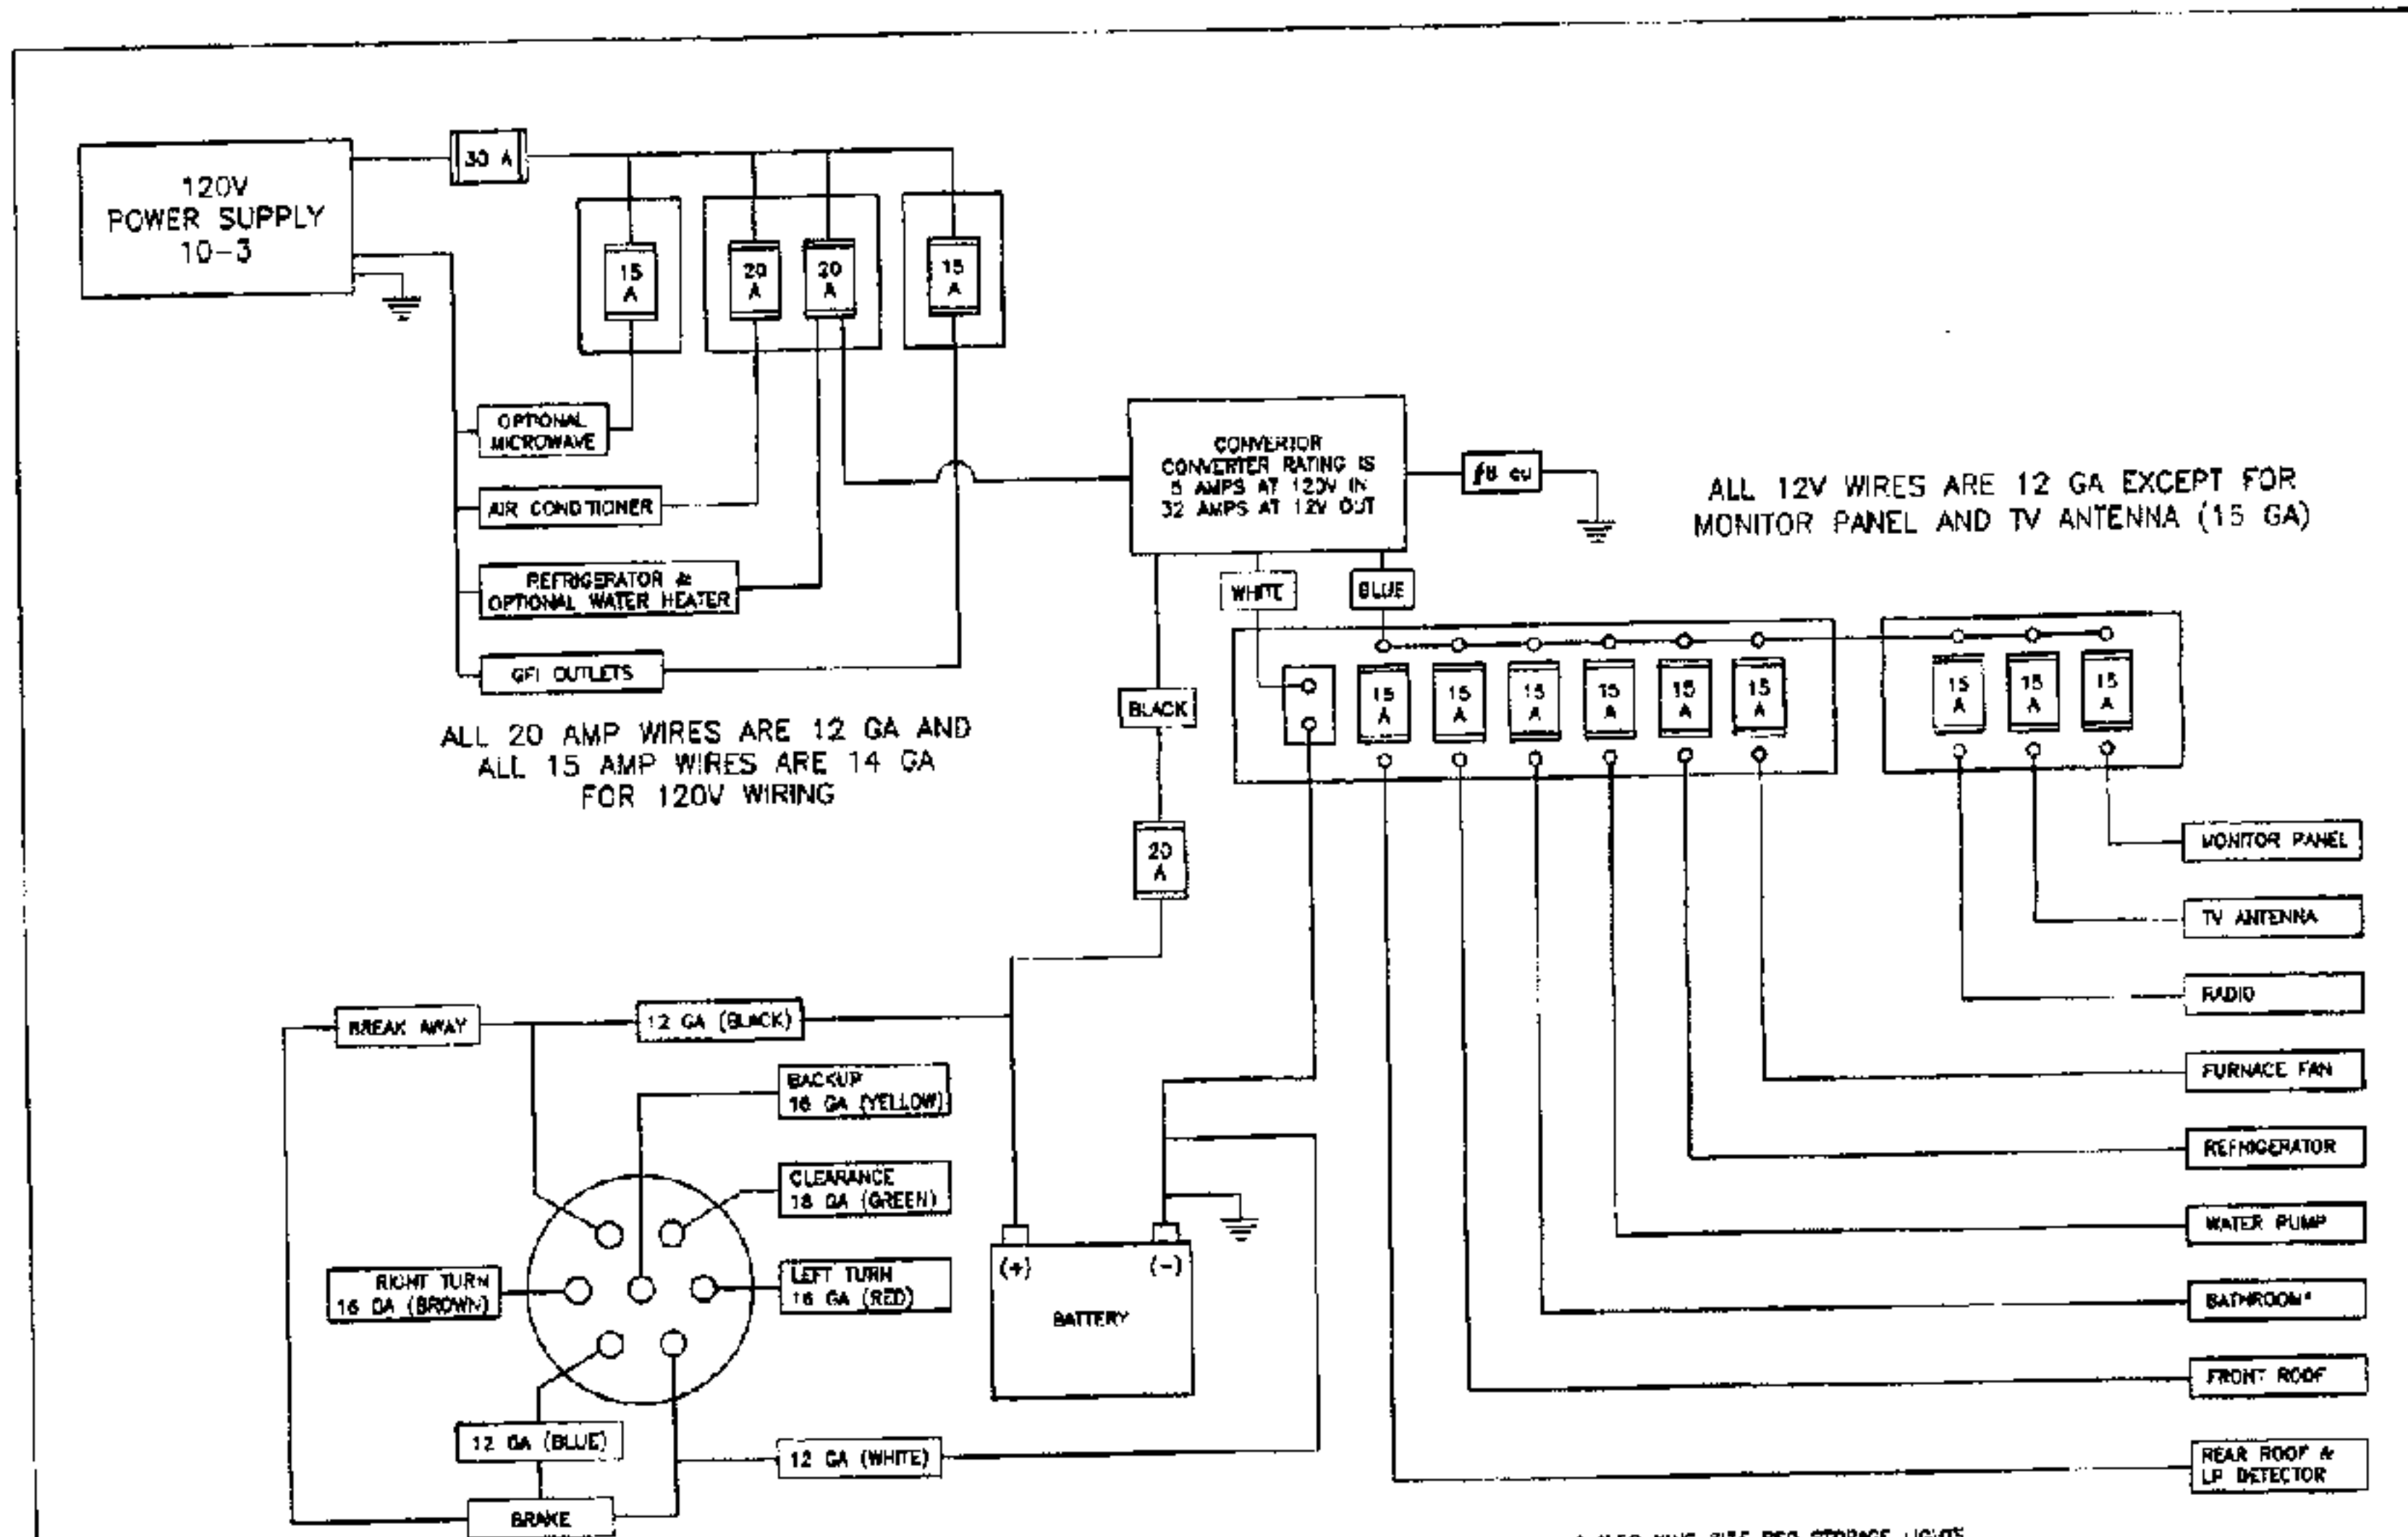 120V
POWER SUPPLY
10-3
30 A
15
A
20
A
20
A
15
A
OPTIONAL
MICROWAVE
AIR CONDITIONER
REFRIGERATOR &
OPTIONAL WATER HEATER
GFI OUTLETS
ALL 20 AMP WIRES ARE 12 GA AND
ALL 15 AMP WIRES ARE 14 GA
FOR 120V WIRING
CONVERTOR
CONVERTER RATING IS
5 AMPS AT 120V IN
32 AMPS AT 12V OUT
#8 cu
ALL 12V WIRES ARE 12 GA EXCEPT FOR
MONITOR PANEL AND TV ANTENNA (16 GA)
WHITE
BLUE
BLACK
15
A
15
A
15
A
15
A
15
A
15
A
15
A
15
A
15
A
20
A
MONITOR PANEL
TV ANTENNA
RADIO
FURNACE FAN
REFRIGERATOR
WATER PUMP
BATHROOM*
FRONT ROOF
REAR ROOF &
LP DETECTOR
BREAK AWAY
12 GA (BLACK)
BACKUP
16 GA (YELLOW)
CLEARANCE
18 GA (GREEN)
RIGHT TURN
16 GA (BROWN)
LEFT TURN
16 GA (RED)
(+)
(-)
BATTERY
12 GA (BLUE)
12 GA (WHITE)
BRAKE
STORAGE LIGHTS